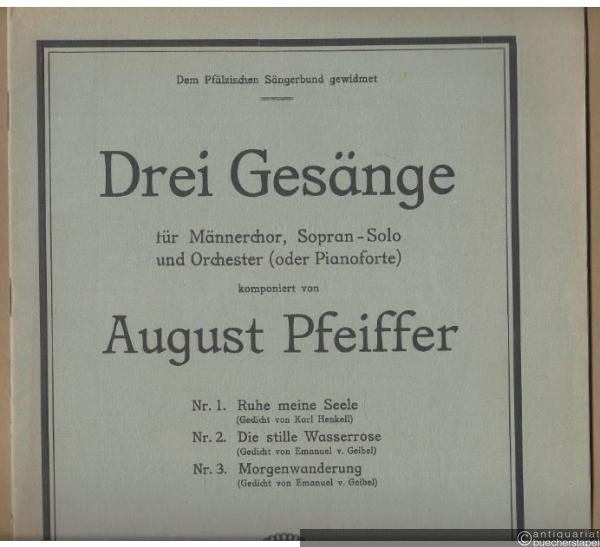 Dem Pfälzischen Sängerbund gewidmet
Drei Gesänge
für Männerchor, Sopran-Solo
und Orchester (oder Pianoforte)
komponiert von
August Pfeiffer
Nr. 1. Ruhe meine Seele
(Gedicht von Karl Henkell)
Nr. 2. Die stille Wasserrose
(Gedicht von Emanuel v. Geibel)
Nr. 3. Morgenwanderung
(Gedicht von Emanuel v. Geibel)
©antiquariat
buecherstapel